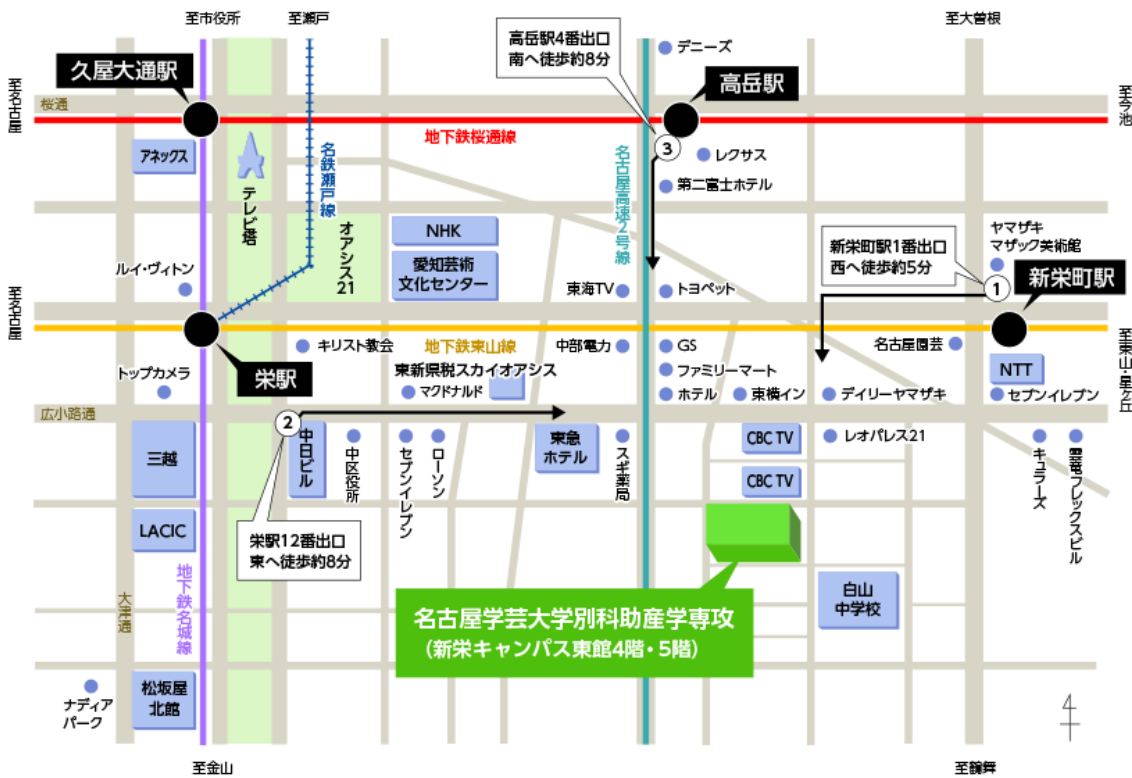 至市役所
至瀬戸
至大曽根
高岳駅4番出口
南へ徒歩約8分
デニーズ
久屋大通駅
高岳駅
至名古屋
桜通
至今池
地下鉄桜通線
アネックス
③
レクサス
第二富士ホテル
テレビ塔
名鉄瀬戸線
オアシス21
NHK
愛知芸術
文化センター
名古屋高速2号線
ヤマザキ
マザック美術館
新栄町駅1番出口
西へ徒歩約5分
①
新栄町駅
ルイ・ヴィトン
東海TV
トヨペット
至名古屋
至東山・星ヶ丘
キリスト教会
地下鉄東山線
中部電力
GS
名古屋園芸
栄駅
東新県税スカイオアシス
ファミリーマート
NTT
トップカメラ
マクドナルド
ホテル
東横イン
デイリーヤマザキ
セブンイレブン
広小路通
②
中日ビル
中区役所
セブンイレブン
ローソン
東急
ホテル
スギ薬局
CBC TV
レオパレス21
キュラーズ
雲竜フレックスビル
三越
CBC TV
LACIC
栄駅12番出口
東へ徒歩約8分
地下鉄名城線
大津通
白山
中学校
名古屋学芸大学別科助産学専攻
(新栄キャンパス東館4階・5階)
松坂屋
北館
ナディア
パーク
4
至金山
至鶴舞